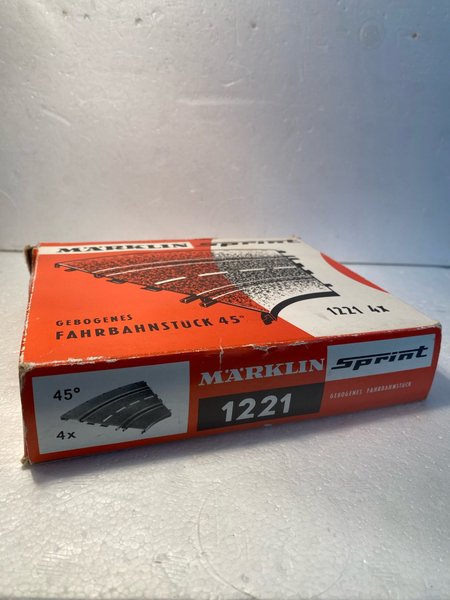 MÄRKLIN Sprint
GEBOGENES
FAHRBAHNSTÜCK 45°
1221 4x
45°
4x
MÄRKLIN Sprint
1221
GEBOGENES FAHRBAHNSTÜCK